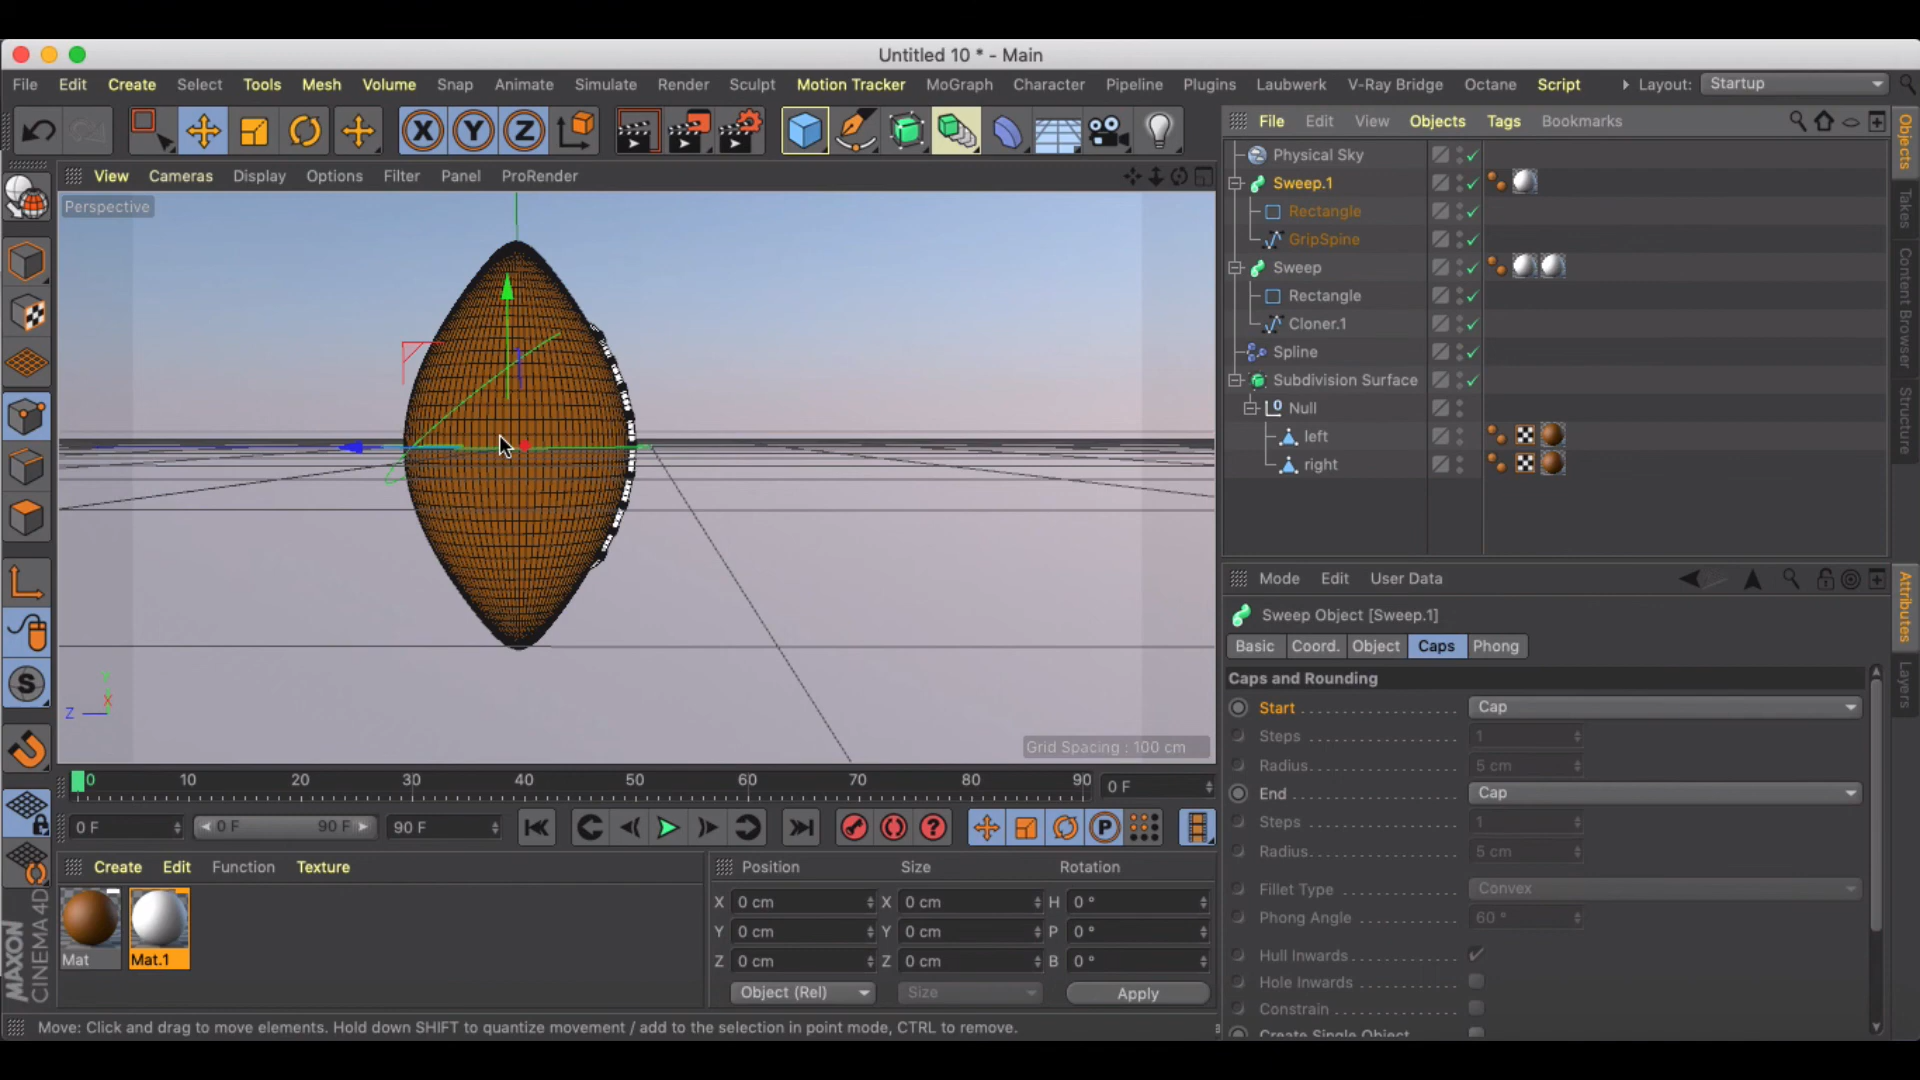 Untitled 10 * - Main
File Edit Create Select Tools Mesh Volume Snap Animate Simulate Render Sculpt Motion Tracker MoGraph Character Pipeline Plugins Laubwerk V-Ray Bridge Octane Script Layout: Startup
X Y Z
File Edit View Objects Tags Bookmarks
View Cameras Display Options Filter Panel ProRender
Perspective
Physical Sky
Sweep.1
Rectangle
GripSpine
Sweep
Rectangle
Cloner.1
Spline
Subdivision Surface
Null
left
right
Objects
Takes
Content Browser
Structure
Mode Edit User Data
Sweep Object [Sweep.1]
Basic Coord. Object Caps Phong
Caps and Rounding
Start Cap
Steps 1
Radius 5 cm
End Cap
Steps 1
Radius 5 cm
Fillet Type Convex
Phong Angle 60 °
Hull Inwards
Hole Inwards
Constrain
Create Single Object
Attributes
Layers
Y
X
Z
Grid Spacing : 100 cm
0 10 20 30 40 50 60 70 80 90 0 F
0 F 0 F 90 F 90 F
Create Edit Function Texture
Mat Mat.1
MAXON CINEMA 4D
Position Size Rotation
X 0 cm X 0 cm H 0 °
Y 0 cm Y 0 cm P 0 °
Z 0 cm Z 0 cm B 0 °
Object (Rel) Size Apply
Move: Click and drag to move elements. Hold down SHIFT to quantize movement / add to the selection in point mode, CTRL to remove.